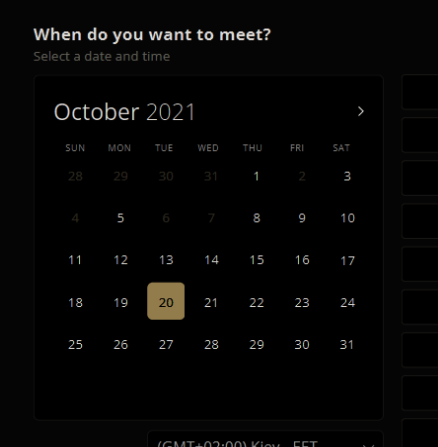 When do you want to meet?
Select a date and time
October 2021
SUN MON TUE WED THU FRI SAT
28 29 30 31 1 2 3
4 5 6 7 8 9 10
11 12 13 14 15 16 17
18 19 20 21 22 23 24
25 26 27 28 29 30 31
(GMT+02:00) Kiev - EET